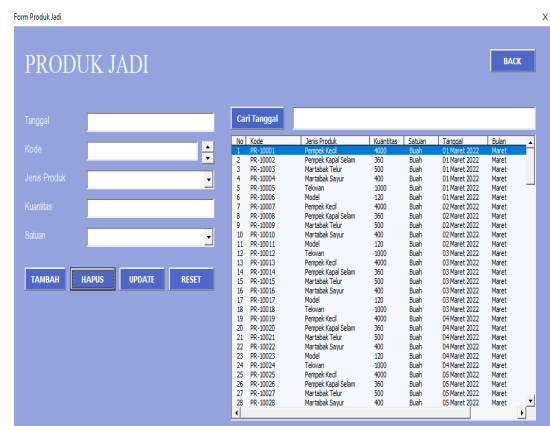 Form Produk Jadi X
PRODUK JADI
BACK
Tanggal
Kode
Jenis Produk
Kuantitas
Satuan
TAMBAH HAPUS UPDATE RESET
Cari Tanggal
No Kode Jenis Produk Kuantitas Satuan Tanggal Bulan
1 PR-10001 Pempek Kecil 4000 Buah 01 Maret 2022 Maret
2 PR-10002 Pempek Kapal Selam 360 Buah 01 Maret 2022 Maret
3 PR-10003 Martabak Telur 500 Buah 01 Maret 2022 Maret
4 PR-10004 Martabak Sayur 400 Buah 01 Maret 2022 Maret
5 PR-10005 Tekwan 1000 Buah 01 Maret 2022 Maret
6 PR-10006 Model 120 Buah 01 Maret 2022 Maret
7 PR-10007 Pempek Kecil 4000 Buah 02 Maret 2022 Maret
8 PR-10008 Pempek Kapal Selam 360 Buah 02 Maret 2022 Maret
9 PR-10009 Martabak Telur 500 Buah 02 Maret 2022 Maret
10 PR-10010 Martabak Sayur 400 Buah 02 Maret 2022 Maret
11 PR-10011 Model 120 Buah 02 Maret 2022 Maret
12 PR-10012 Tekwan 1000 Buah 03 Maret 2022 Maret
13 PR-10013 Pempek Kecil 4000 Buah 03 Maret 2022 Maret
14 PR-10014 Pempek Kapal Selam 360 Buah 03 Maret 2022 Maret
15 PR-10015 Martabak Telur 500 Buah 03 Maret 2022 Maret
16 PR-10016 Martabak Sayur 400 Buah 03 Maret 2022 Maret
17 PR-10017 Model 120 Buah 03 Maret 2022 Maret
18 PR-10018 Tekwan 1000 Buah 03 Maret 2022 Maret
19 PR-10019 Pempek Kecil 4000 Buah 04 Maret 2022 Maret
20 PR-10020 Pempek Kapal Selam 360 Buah 04 Maret 2022 Maret
21 PR-10021 Martabak Telur 500 Buah 04 Maret 2022 Maret
22 PR-10022 Martabak Sayur 400 Buah 04 Maret 2022 Maret
23 PR-10023 Model 120 Buah 04 Maret 2022 Maret
24 PR-10024 Tekwan 1000 Buah 04 Maret 2022 Maret
25 PR-10025 Pempek Kecil 4000 Buah 05 Maret 2022 Maret
26 PR-10026 Pempek Kapal Selam 360 Buah 05 Maret 2022 Maret
27 PR-10027 Martabak Telur 500 Buah 05 Maret 2022 Maret
28 PR-10028 Martabak Sayur 400 Buah 05 Maret 2022 Maret